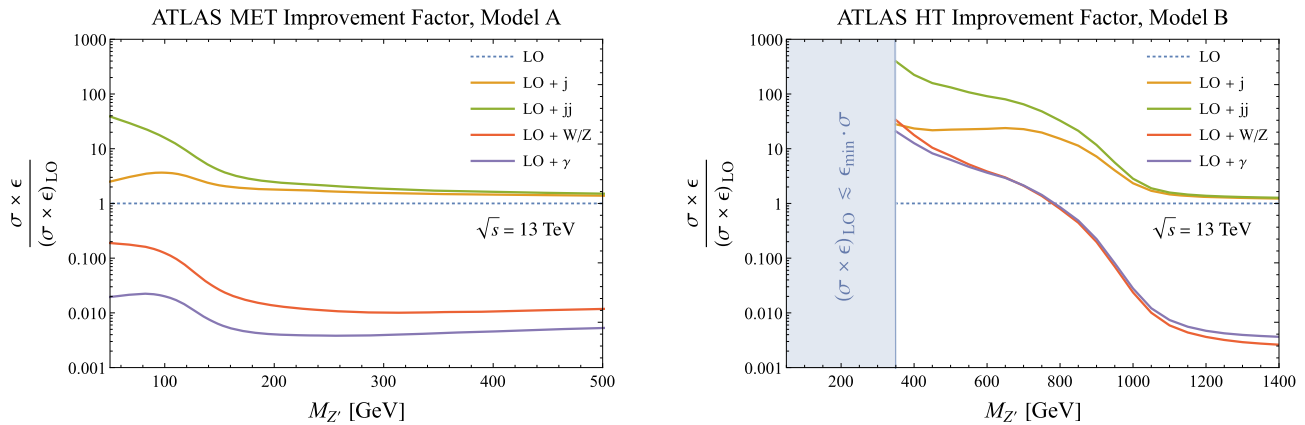 ATLAS MET Improvement Factor, Model A
1000
100
10
1
0.100
0.010
0.001
σ × ϵ
(σ × ϵ)LO
LO
LO + j
LO + jj
LO + W/Z
LO + γ
√s = 13 TeV
100
200
300
400
500
MZ′ [GeV]
ATLAS HT Improvement Factor, Model B
1000
100
10
1
0.100
0.010
0.001
σ × ϵ
(σ × ϵ)LO
(σ × ϵ)LO ≲ ϵmin · σ
LO
LO + j
LO + jj
LO + W/Z
LO + γ
√s = 13 TeV
200
400
600
800
1000
1200
1400
MZ′ [GeV]